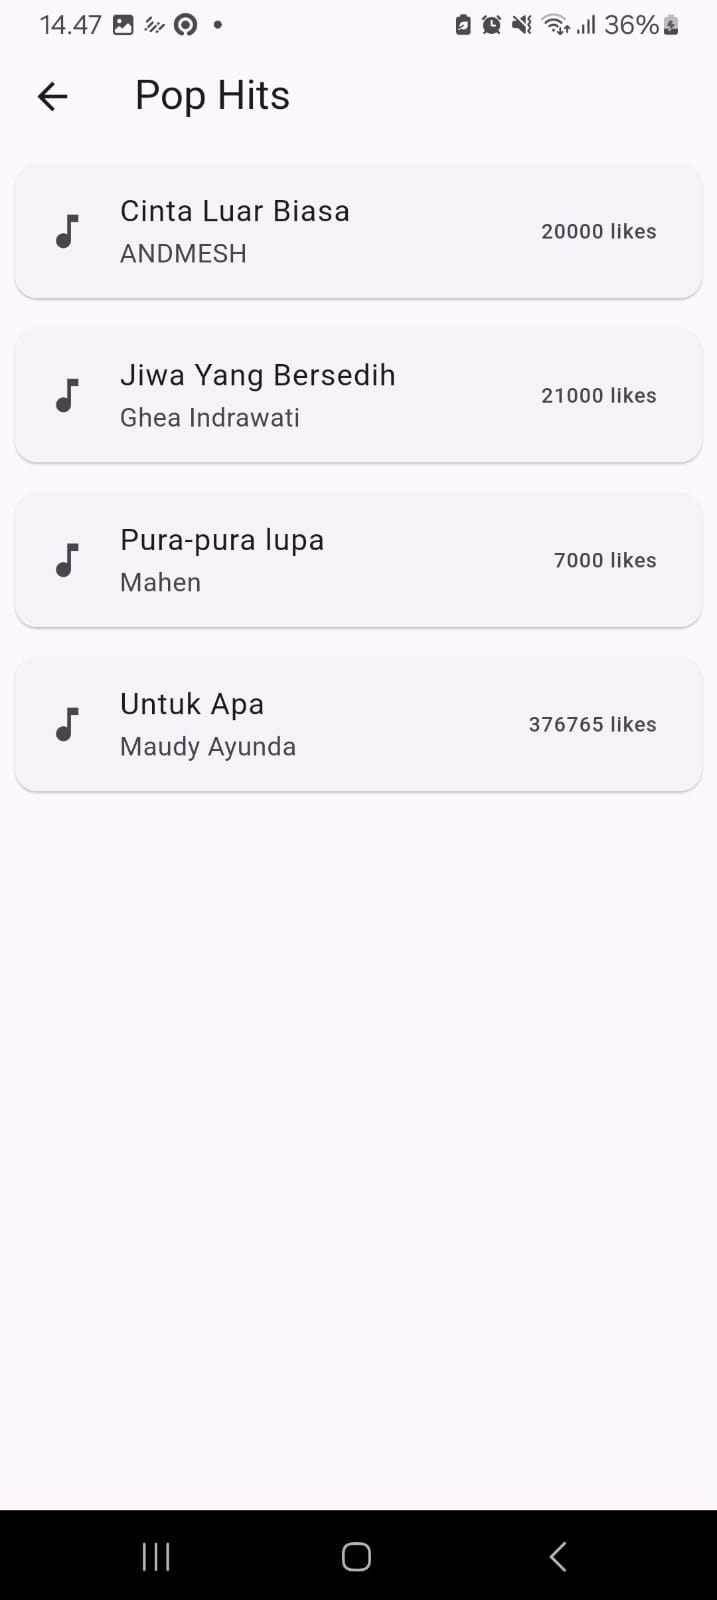 14.47
36%
Pop Hits
Cinta Luar Biasa
ANDMESH
20000 likes
Jiwa Yang Bersedih
Ghea Indrawati
21000 likes
Pura-pura lupa
Mahen
7000 likes
Untuk Apa
Maudy Ayunda
376765 likes